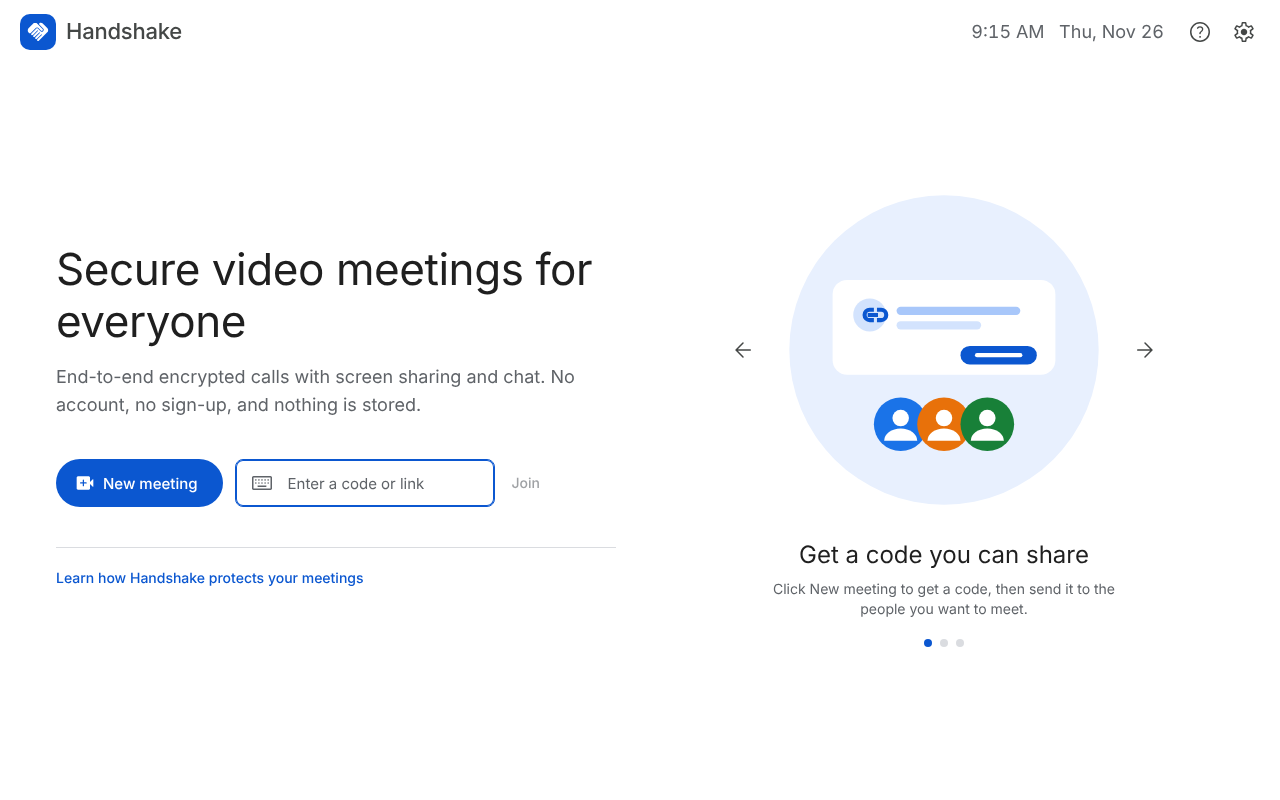 Handshake
9:15 AM Thu, Nov 26
Secure video meetings for
everyone
End-to-end encrypted calls with screen sharing and chat. No
account, no sign-up, and nothing is stored.
New meeting
Enter a code or link
Join
Learn how Handshake protects your meetings
Get a code you can share
Click New meeting to get a code, then send it to the
people you want to meet.